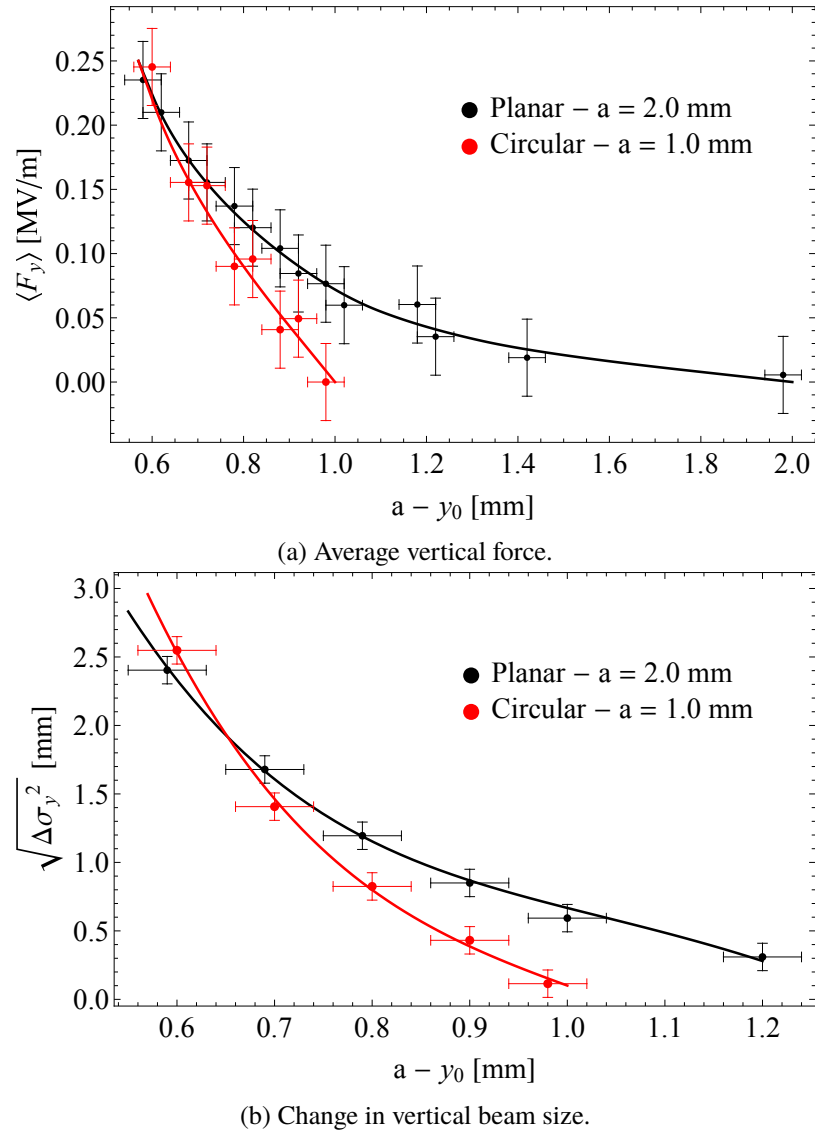 0.25
0.20
0.15
0.10
0.05
0.00
⟨F_y⟩ [MV/m]
Planar − a = 2.0 mm
Circular − a = 1.0 mm
0.6 0.8 1.0 1.2 1.4 1.6 1.8 2.0
a − y₀ [mm]
(a) Average vertical force.
3.0
2.5
2.0
1.5
1.0
0.5
0.0
√Δσ_y² [mm]
Planar − a = 2.0 mm
Circular − a = 1.0 mm
0.6 0.7 0.8 0.9 1.0 1.1 1.2
a − y₀ [mm]
(b) Change in vertical beam size.